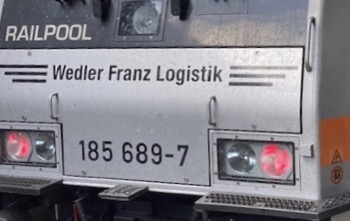 RAILPOOL
Wedler Franz Logistik
185 689-7